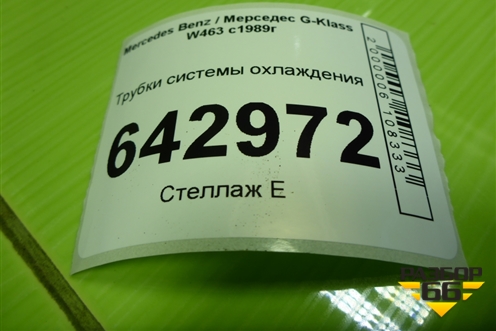 Mercedes Benz / Мерседес G-Klass
W463 с1989г
Трубки системы охлаждения
642972
Стеллаж Е
2000006108333
РАЗБОР
66